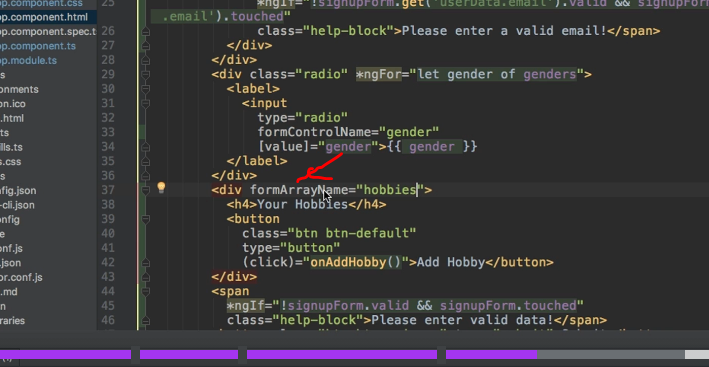 op.component.css
op.component.html
op.component.spec.t
op.component.ts
op.module.ts
s
onments
on.ico
.html
ts
ills.ts
s.css
s.ts
nfig.json
-cli.json
onfig
e
onf.js
.json
or.conf.js
.md
n
raries
25 *ngIf="!signupForm.get('userData.email').valid && signupForm
.email').touched"
26 class="help-block">Please enter a valid email!</span>
27 </div>
28 </div>
29 <div class="radio" *ngFor="let gender of genders">
30 <label>
31 <input
32 type="radio"
33 formControlName="gender"
34 [value]="gender">{{ gender }}
35 </label>
36 </div>
37 <div formArrayName="hobbies">
38 <h4>Your Hobbies</h4>
39 <button
40 class="btn btn-default"
41 type="button"
42 (click)="onAddHobby()">Add Hobby</button>
43 </div>
44 <span
45 *ngIf="!signupForm.valid && signupForm.touched"
46 class="help-block">Please enter valid data!</span>